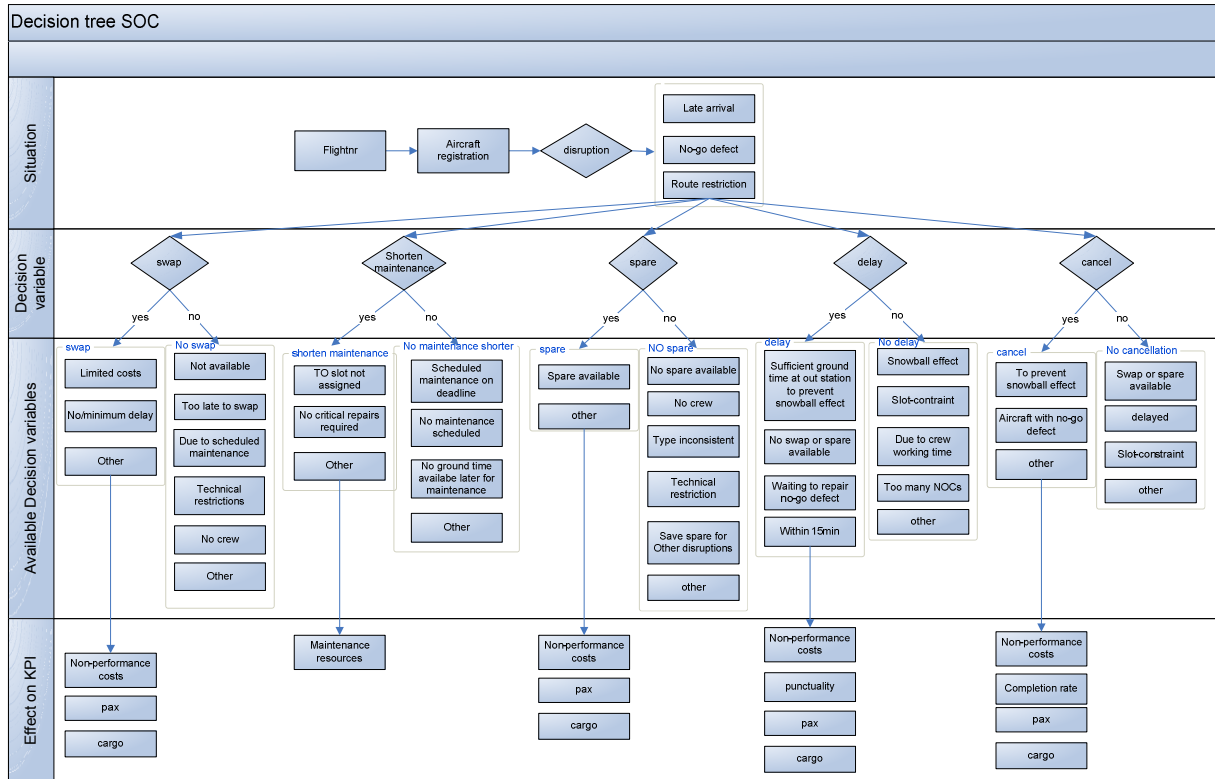 Decision tree SOC
Situation
Flightnr
Aircraft
registration
disruption
Late arrival
No-go defect
Route restriction
Decision
variable
swap
Shorten
maintenance
spare
delay
cancel
yes
no
yes
no
yes
no
yes
no
yes
no
Available Decision variables
swap
Limited costs
No/minimum delay
Other
No swap
Not available
Too late to swap
Due to scheduled
maintenance
Technical
restrictions
No crew
Other
shorten maintenance
TO slot not
assigned
No critical repairs
required
Other
No maintenance shorter
Scheduled
maintenance on
deadline
No maintenance
scheduled
No ground time
availabe later for
maintenance
Other
spare
Spare available
other
NO spare
No spare available
No crew
Type inconsistent
Technical
restriction
Save spare for
Other disruptions
other
delay
Sufficient ground
time at out station
to prevent
snowball effect
No swap or spare
available
Waiting to repair
no-go defect
Within 15min
No delay
Snowball effect
Slot-contraint
Due to crew
working time
Too many NOCs
other
cancel
To prevent
snowball effect
Aircraft with no-go
defect
other
No cancellation
Swap or spare
available
delayed
Slot-constraint
other
Effect on KPI
Non-performance
costs
pax
cargo
Maintenance
resources
Non-performance
costs
pax
cargo
Non-performance
costs
punctuality
pax
cargo
Non-performance
costs
Completion rate
pax
cargo